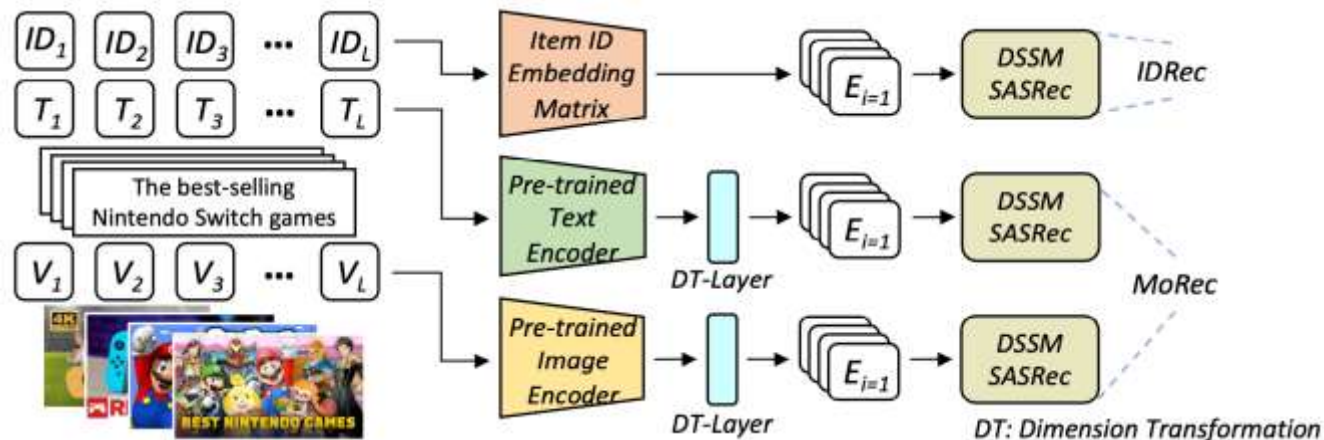 ID1 ID2 ID3 ... IDL
T1 T2 T3 ... TL
The best-selling
Nintendo Switch games
V1 V2 V3 ... VL
4K
BEST NINTENDO GAMES
Item ID
Embedding
Matrix
Ei=1
DSSM
SASRec
IDRec
Pre-trained
Text
Encoder
DT-Layer
Ei=1
DSSM
SASRec
Pre-trained
Image
Encoder
DT-Layer
Ei=1
DSSM
SASRec
MoRec
DT: Dimension Transformation